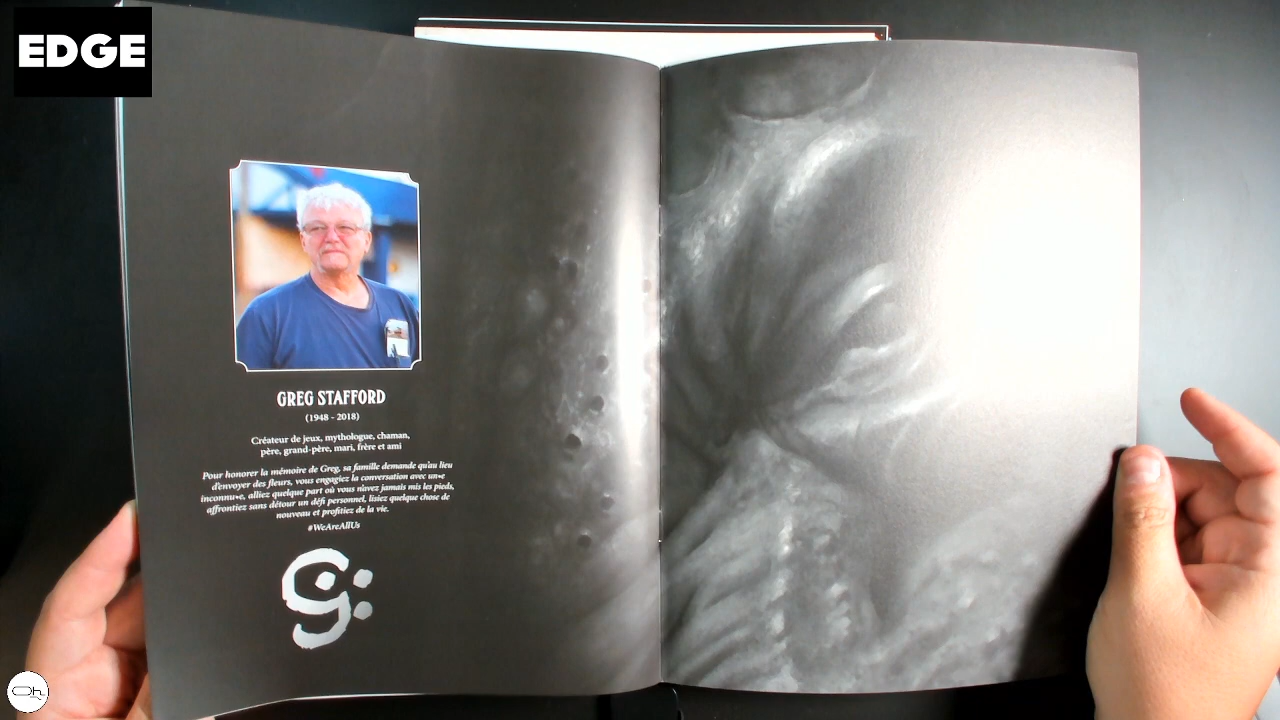 EDGE
GREG STAFFORD
(1948 - 2018)
Créateur de jeux, mythologue, chaman,
père, grand-père, mari, frère et ami
Pour honorer la mémoire de Greg, sa famille demande qu'au lieu
d'envoyer des fleurs, vous engagiez la conversation avec un•e
inconnu•e, alliez quelque part où vous n'avez jamais mis les pieds,
affrontiez sans détour un défi personnel, lisiez quelque chose de
nouveau et profitiez de la vie.
#WeAreAllUs
Oh